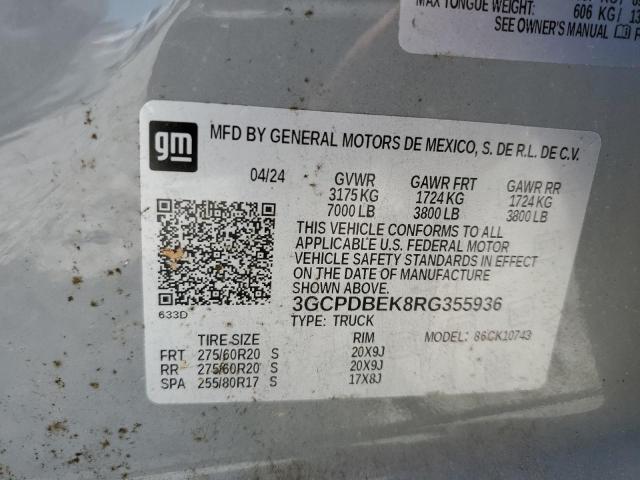 MAX TONGUE WEIGHT:
606 KG/ 13
SEE OWNER'S MANUAL
gm
MFD BY GENERAL MOTORS DE MEXICO, S. DE R.L. DE C.V.
04/24 GVWR GAWR FRT GAWR RR
3175 KG 1724 KG 1724 KG
7000 LB 3800 LB 3800 LB
THIS VEHICLE CONFORMS TO ALL
APPLICABLE U.S. FEDERAL MOTOR
VEHICLE SAFETY STANDARDS IN EFFECT
ON THE DATE OF MANUFACTURE
SHOWN ABOVE.
3GCPDBEK8RG355936
633D
TYPE: TRUCK MODEL: 86CK10743
TIRE SIZE RIM
FRT 275/60R20 S 20X9J
RR 275/60R20 S 20X9J
SPA 255/80R17 S 17X8J